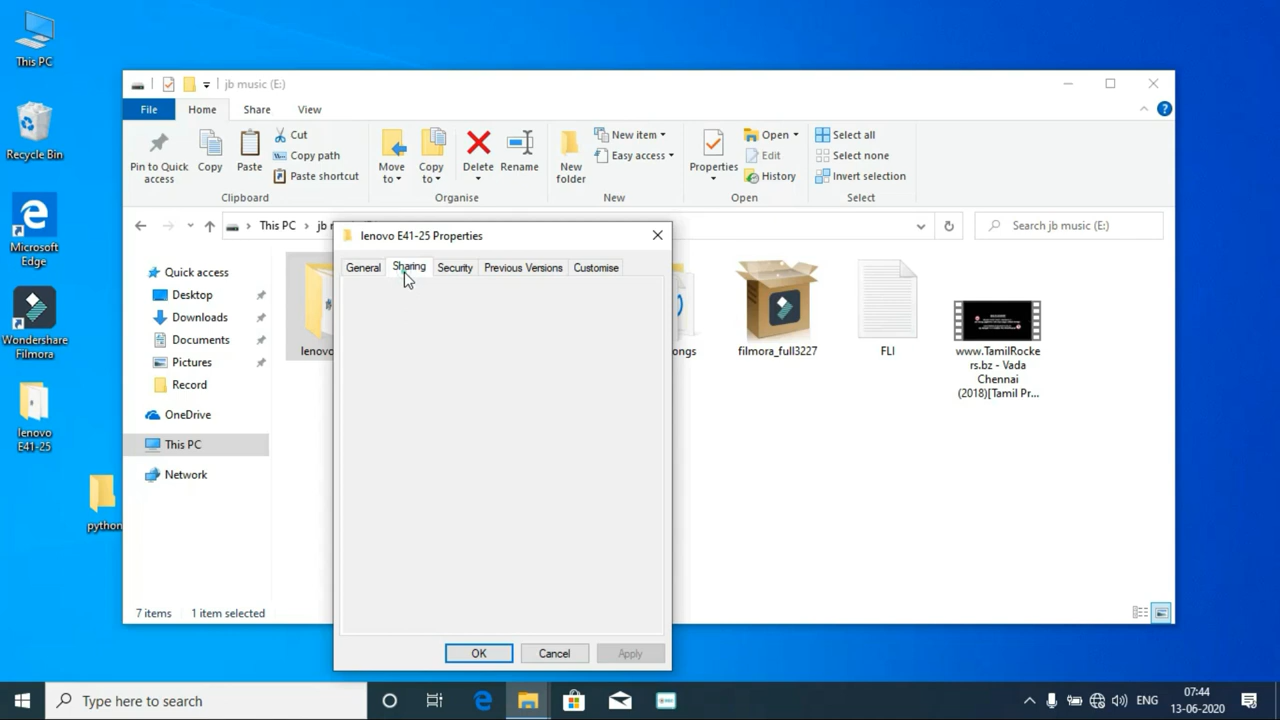 This PC
Recycle Bin
Microsoft
Edge
Wondershare
Filmora
lenovo
E41-25
python
jb music (E:)
File
Home
Share
View
Pin to Quick
access
Copy
Paste
Cut
Copy path
Paste shortcut
Clipboard
Move
to
Copy
to
Delete
Rename
Organise
New
folder
New item
Easy access
New
Properties
Open
Edit
History
Open
Select all
Select none
Invert selection
Select
This PC
jb
Search jb music (E:)
Quick access
Desktop
Downloads
Documents
Pictures
Record
OneDrive
This PC
Network
lenovo
ongs
filmora_full3227
FLI
www.TamilRocke
rs.bz - Vada
Chennai
(2018)[Tamil Pr...
lenovo E41-25 Properties
General
Sharing
Security
Previous Versions
Customise
OK
Cancel
Apply
7 items
1 item selected
Type here to search
ENG
07:44
13-06-2020